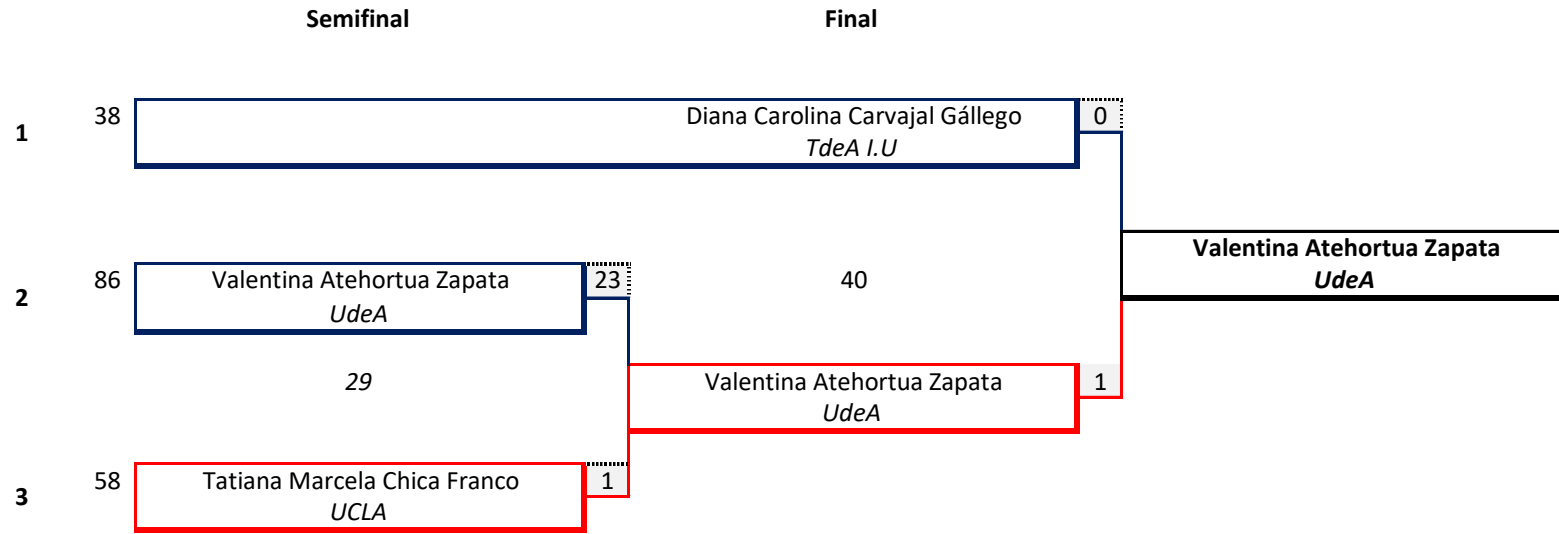 Semifinal Final
1 38 Diana Carolina Carvajal Gállego 0
TdeA I.U
Valentina Atehortua Zapata
UdeA
2 86 Valentina Atehortua Zapata 23 40
UdeA
29 Valentina Atehortua Zapata 1
UdeA
3 58 Tatiana Marcela Chica Franco 1
UCLA